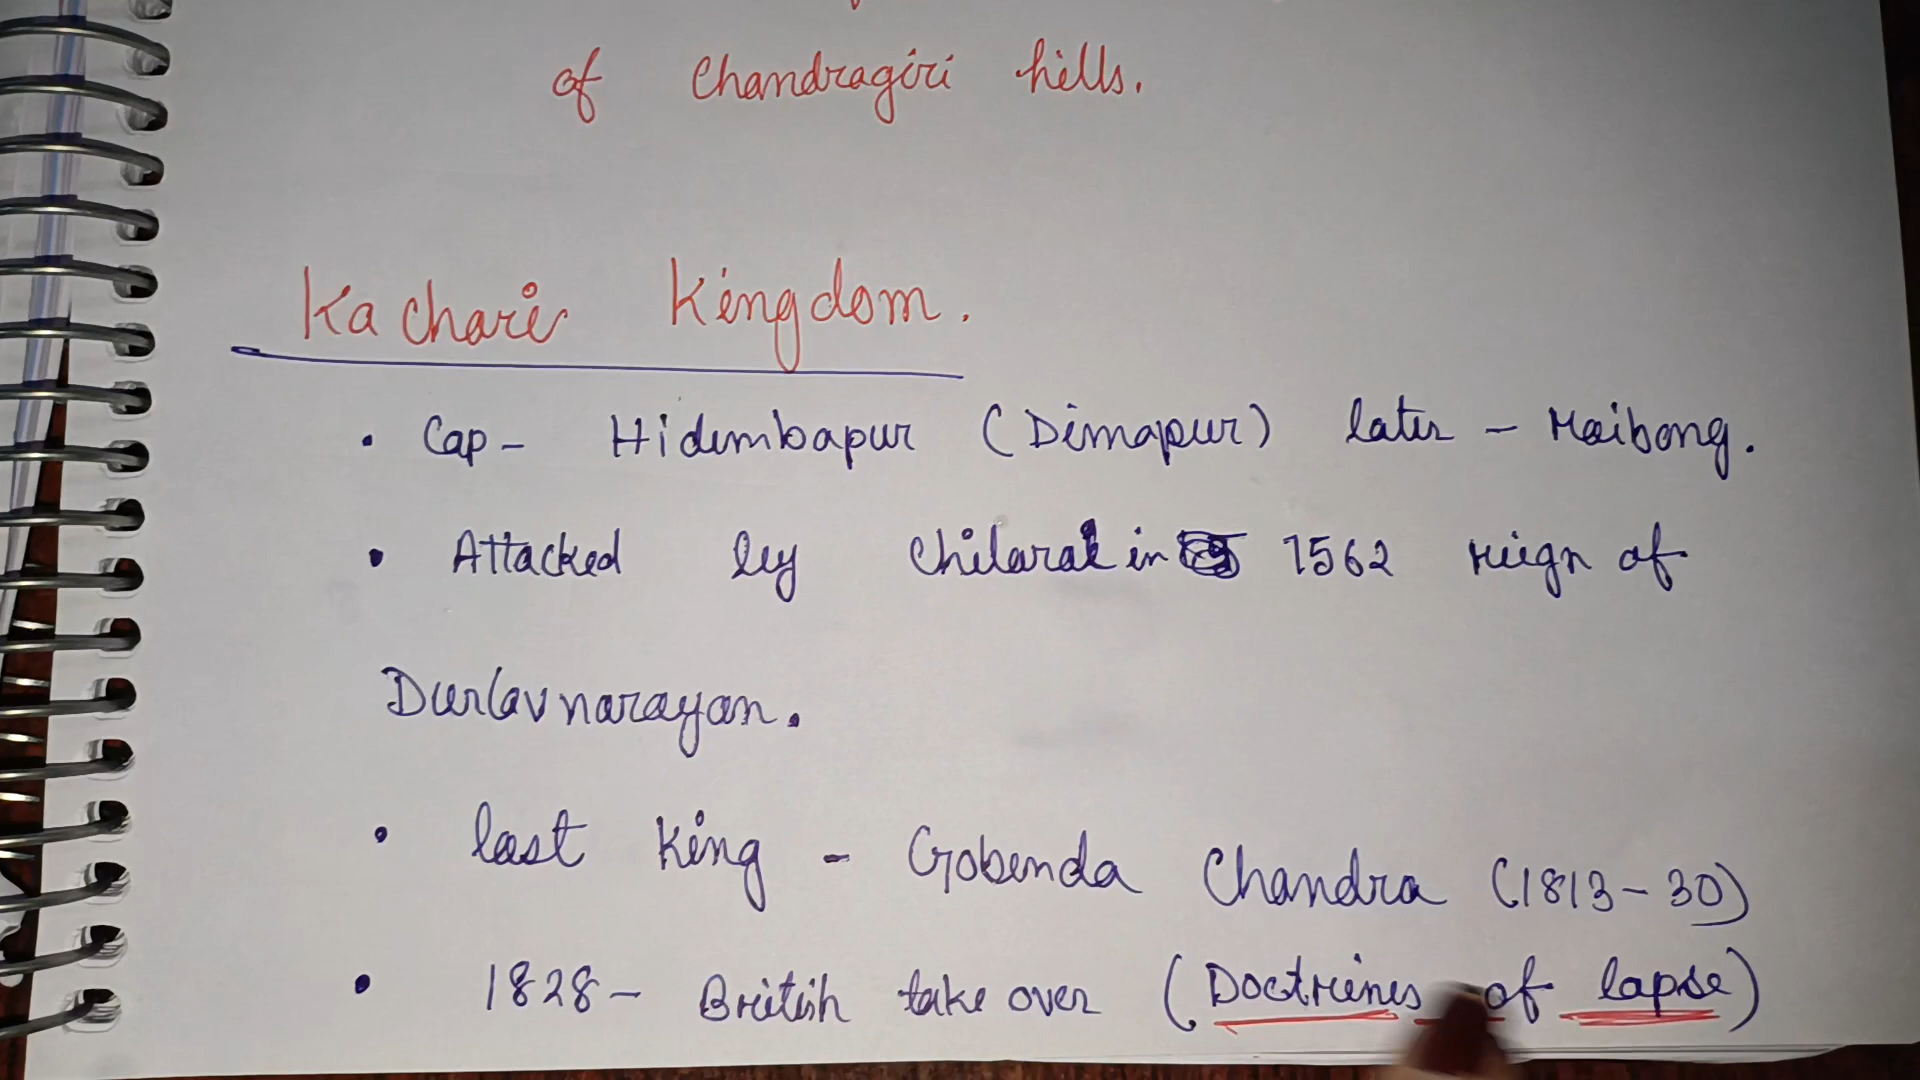 of Chandragiri hills.
Kachari Kingdom.
• Cap- Hidimbapur (Dimapur) later - Maibong.
• Attacked by Chilarai in 1562 reign of
Durlavnarayan.
• last King - Gobinda Chandra (1813-30)
• 1828- British take over (Doctrines of lapse)